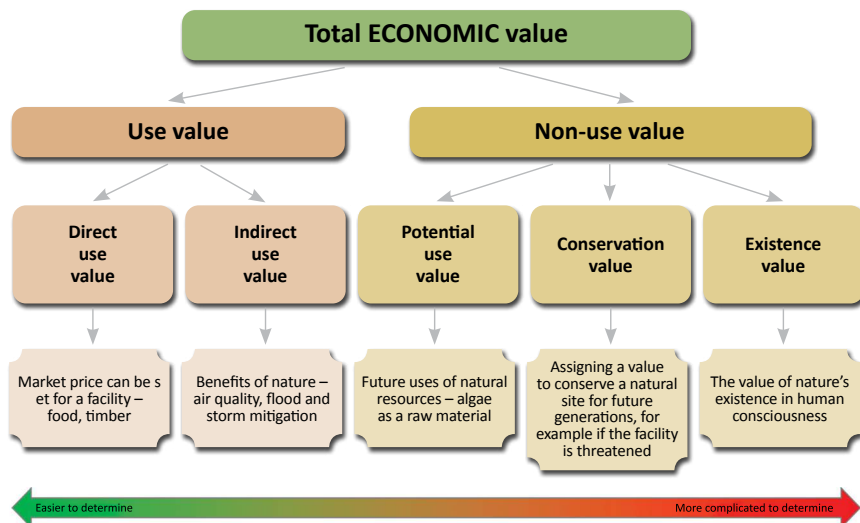 Total ECONOMIC value
Use value
Non-use value
Direct
use
value
Indirect
use
value
Potential
use
value
Conservation
value
Existence
value
Market price can be s
et for a facility –
food, timber
Benefits of nature –
air quality, flood and
storm mitigation
Future uses of natural
resources – algae
as a raw material
Assigning a value
to conserve a natural
site for future
generations, for
example if the facility
is threatened
The value of nature’s
existence in human
consciousness
Easier to determine
More complicated to determine